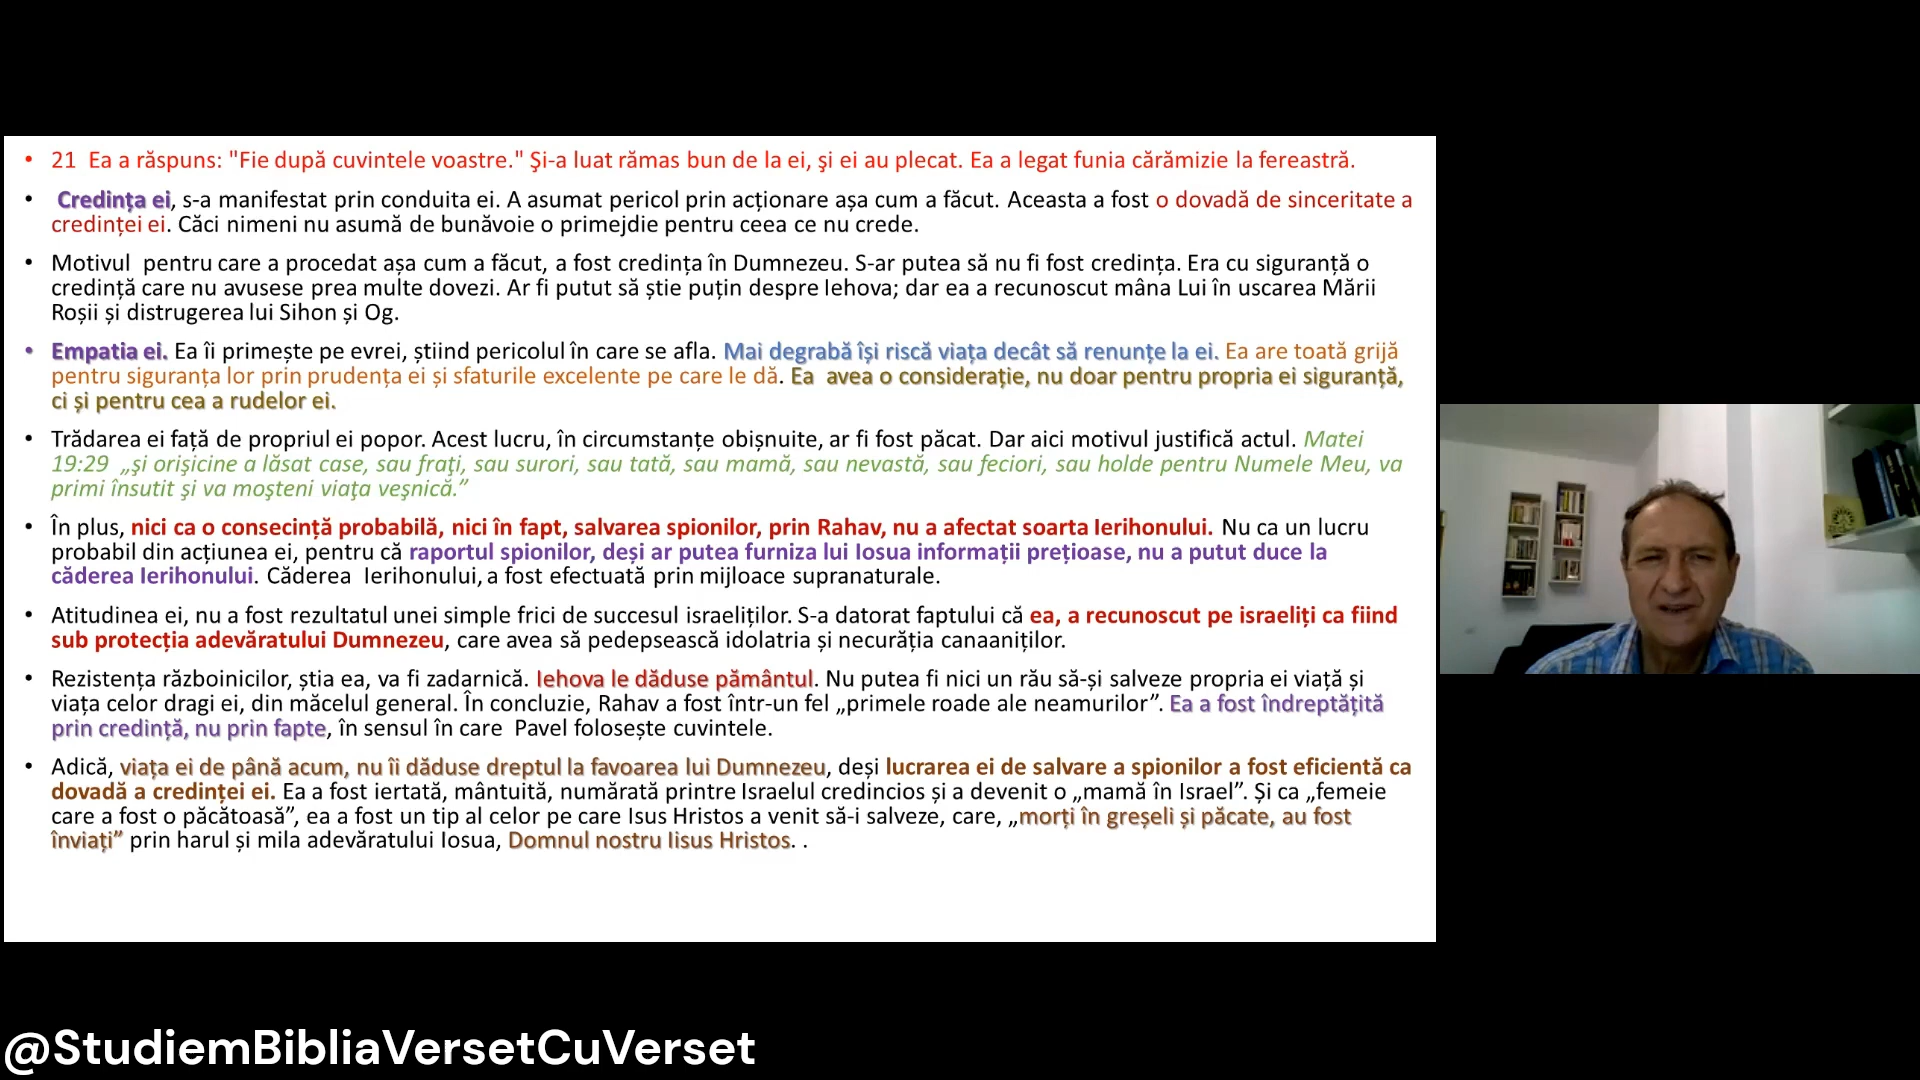 • 21  Ea a răspuns: "Fie după cuvintele voastre." Şi-a luat rămas bun de la ei, şi ei au plecat. Ea a legat funia cărămizie la fereastră.
• Credința ei, s-a manifestat prin conduita ei. A asumat pericol prin acționare așa cum a făcut. Aceasta a fost o dovadă de sinceritate a
credinței ei. Căci nimeni nu asumă de bunăvoie o primejdie pentru ceea ce nu crede.
• Motivul  pentru care a procedat așa cum a făcut, a fost credința în Dumnezeu. S-ar putea să nu fi fost credința. Era cu siguranță o
credință care nu avusese prea multe dovezi. Ar fi putut să știe puțin despre Iehova; dar ea a recunoscut mâna Lui în uscarea Mării
Roșii și distrugerea lui Sihon și Og.
• Empatia ei. Ea îi primește pe evrei, știind pericolul în care se afla. Mai degrabă își riscă viața decât să renunțe la ei. Ea are toată grijă
pentru siguranța lor prin prudența ei și sfaturile excelente pe care le dă. Ea  avea o considerație, nu doar pentru propria ei siguranță,
ci și pentru cea a rudelor ei.
• Trădarea ei față de propriul ei popor. Acest lucru, în circumstanțe obișnuite, ar fi fost păcat. Dar aici motivul justifică actul. Matei
19:29  „şi orişicine a lăsat case, sau fraţi, sau surori, sau tată, sau mamă, sau nevastă, sau feciori, sau holde pentru Numele Meu, va
primi însutit şi va moşteni viaţa veşnică.”
• În plus, nici ca o consecință probabilă, nici în fapt, salvarea spionilor, prin Rahav, nu a afectat soarta Ierihonului. Nu ca un lucru
probabil din acțiunea ei, pentru că raportul spionilor, deși ar putea furniza lui Iosua informații prețioase, nu a putut duce la
căderea Ierihonului. Căderea  Ierihonului, a fost efectuată prin mijloace supranaturale.
• Atitudinea ei, nu a fost rezultatul unei simple frici de succesul israeliților. S-a datorat faptului că ea, a recunoscut pe israeliți ca fiind
sub protecția adevăratului Dumnezeu, care avea să pedepsească idolatria și necurăția canaaniților.
• Rezistența războinicilor, știa ea, va fi zadarnică. Iehova le dăduse pământul. Nu putea fi nici un rău să-și salveze propria ei viață și
viața celor dragi ei, din măcelul general. În concluzie, Rahav a fost într-un fel „primele roade ale neamurilor”. Ea a fost îndreptățită
prin credință, nu prin fapte, în sensul în care  Pavel folosește cuvintele.
• Adică, viața ei de până acum, nu îi dăduse dreptul la favoarea lui Dumnezeu, deși lucrarea ei de salvare a spionilor a fost eficientă ca
dovadă a credinței ei. Ea a fost iertată, mântuită, numărată printre Israelul credincios și a devenit o „mamă în Israel”. Și ca „femeie
care a fost o păcătoasă”, ea a fost un tip al celor pe care Isus Hristos a venit să-i salveze, care, „morți în greșeli și păcate, au fost
înviați” prin harul și mila adevăratului Iosua, Domnul nostru Iisus Hristos. .
@StudiemBibliaVersetCuVerset